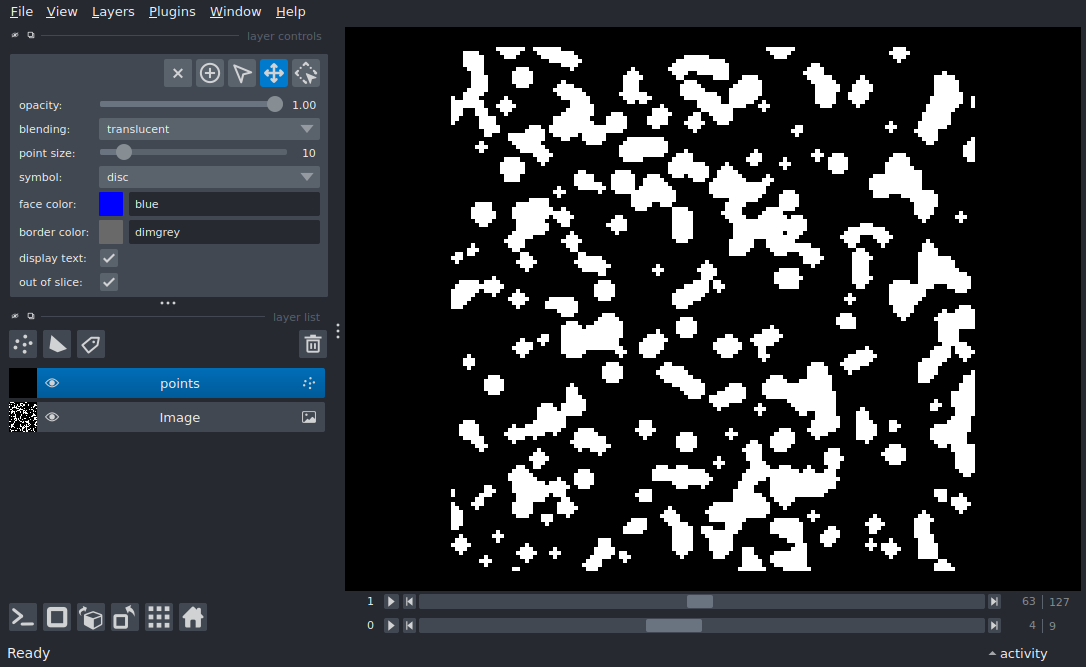 File View Layers Plugins Window Help
layer controls
opacity: 1.00
blending: translucent
point size: 10
symbol: disc
face color: blue
border color: dimgrey
display text:
out of slice:
layer list
points
Image
1 63 127
0 4 9
Ready activity